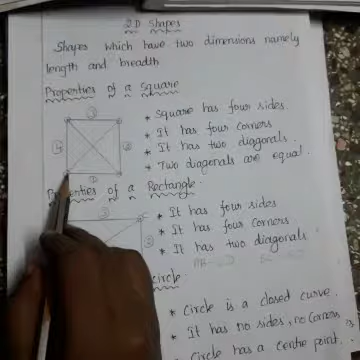 2D Shapes
Shapes which have two dimensions namely
length and breadth
Properties of a Square
* Square has four sides.
* It has four corners
* It has two diagonals.
* Two diagonals are equal.
Properties of a Rectangle.
* It has four sides
* It has four corners
* It has two diagonals.
circle
* Circle is a closed curve.
* It has no sides, no corners
* Circle has a centre point.